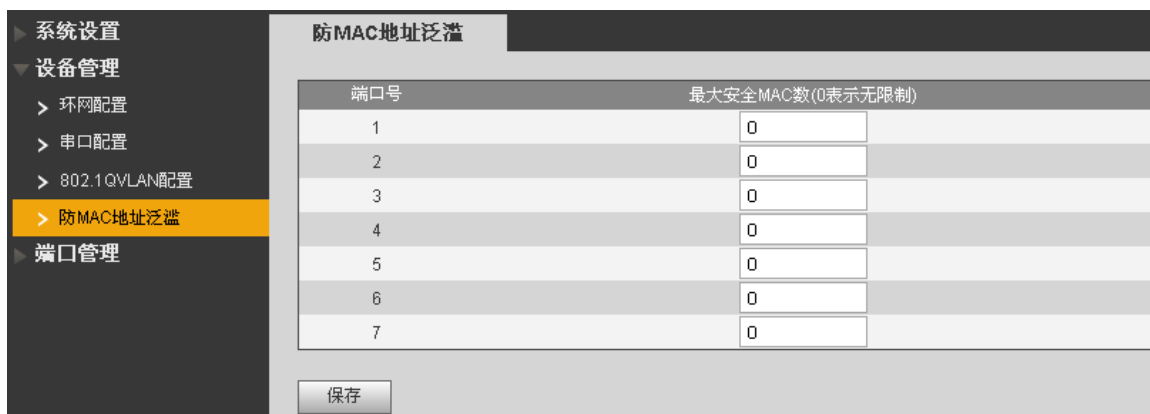 系统设置
设备管理
环网配置
串口配置
802.1QVLAN配置
防MAC地址泛滥
端口管理
防MAC地址泛滥
端口号 最大安全MAC数(0表示无限制)
1 0
2 0
3 0
4 0
5 0
6 0
7 0
保存